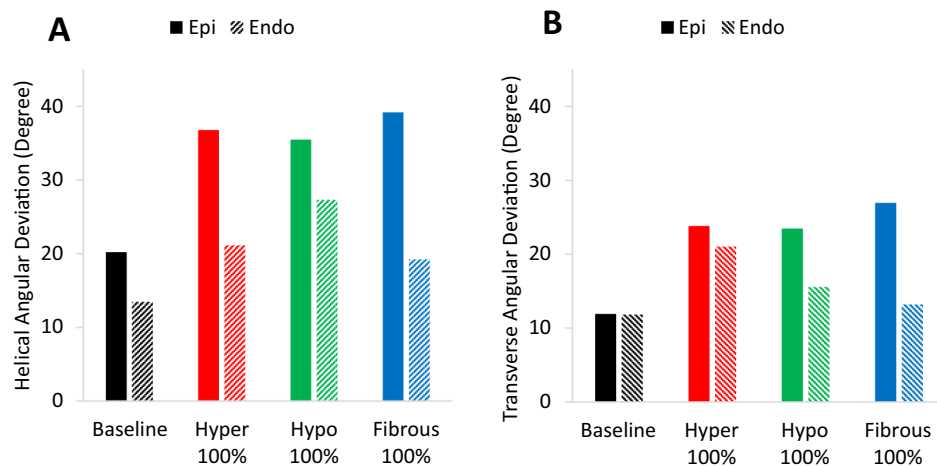 A
Epi Endo
Helical Angular Deviation (Degree)
40
30
20
10
0
Baseline Hyper Hypo Fibrous
100% 100% 100%
B
Epi Endo
Transverse Angular Deviation (Degree)
40
30
20
10
0
Baseline Hyper Hypo Fibrous
100% 100% 100%